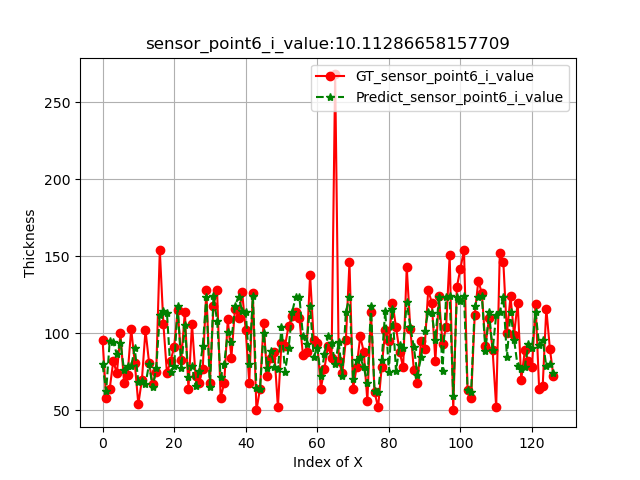 sensor_point6_i_value:10.11286658157709
GT_sensor_point6_i_value
Predict_sensor_point6_i_value
Thickness
250
200
150
100
50
0 20 40 60 80 100 120
Index of X